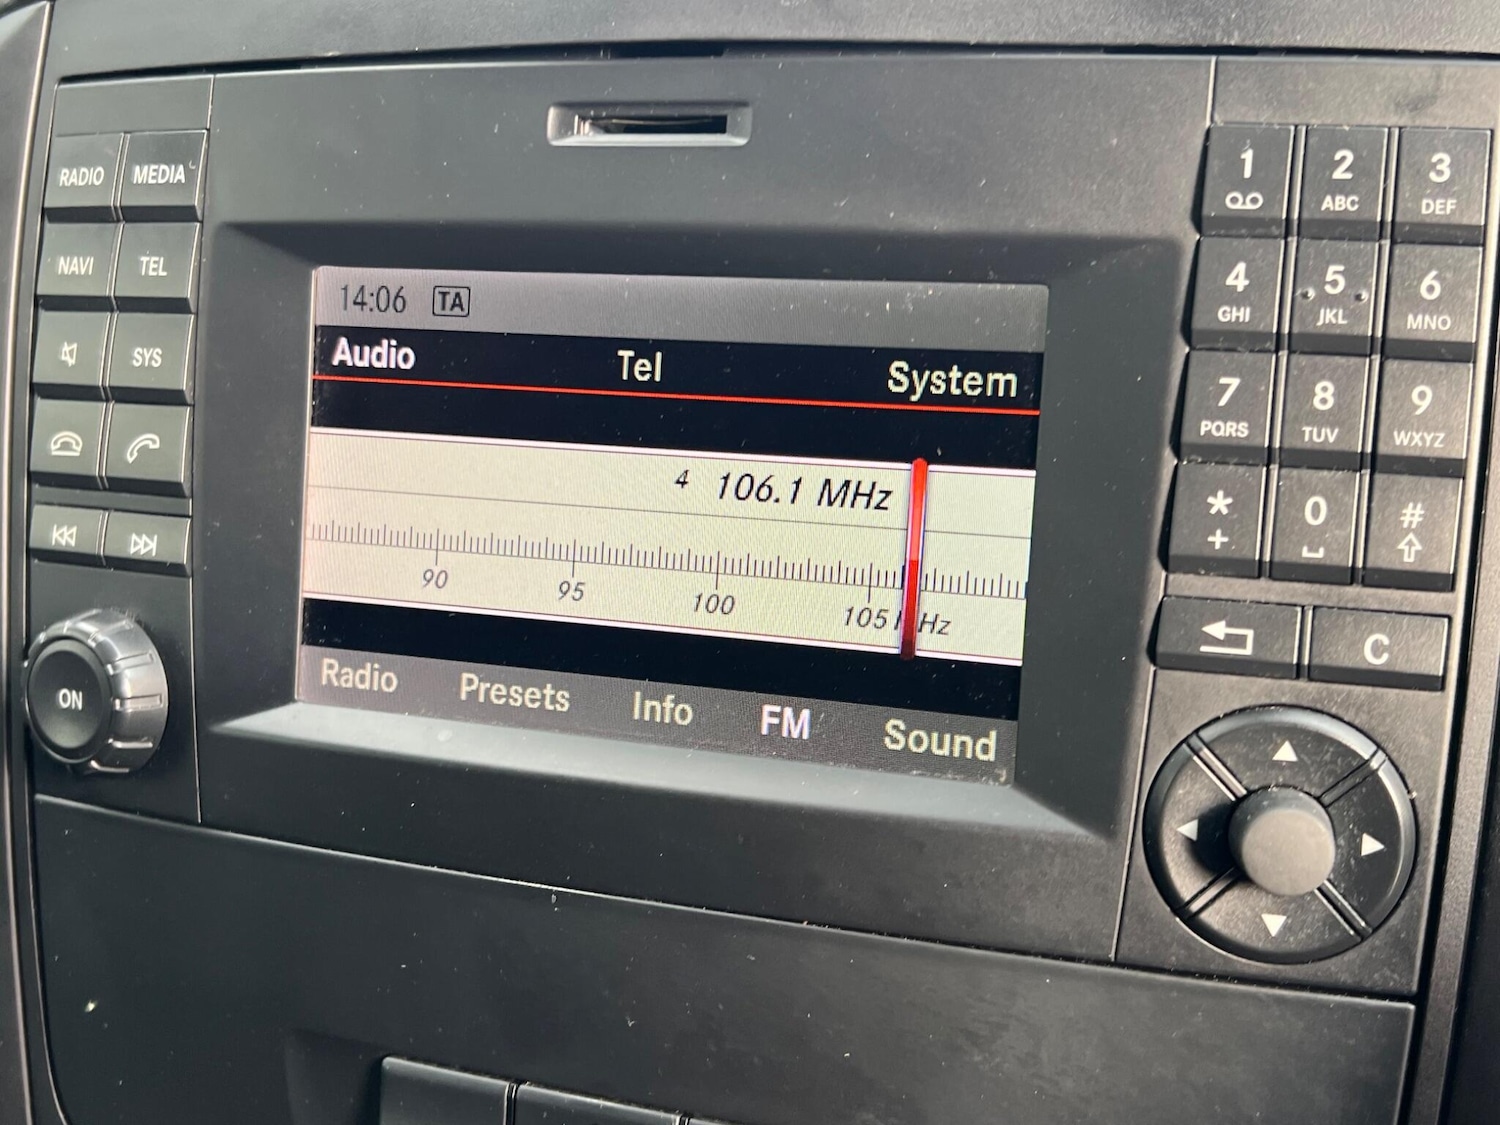 RADIO MEDIA
NAVI TEL
SYS
ON
14:06 TA
Audio Tel System
4 106.1 MHz
90 95 100 105 MHz
Radio Presets Info FM Sound
1 2 3
ABC DEF
4 5 6
GHI JKL MNO
7 8 9
PQRS TUV WXYZ
* 0 #
+
C